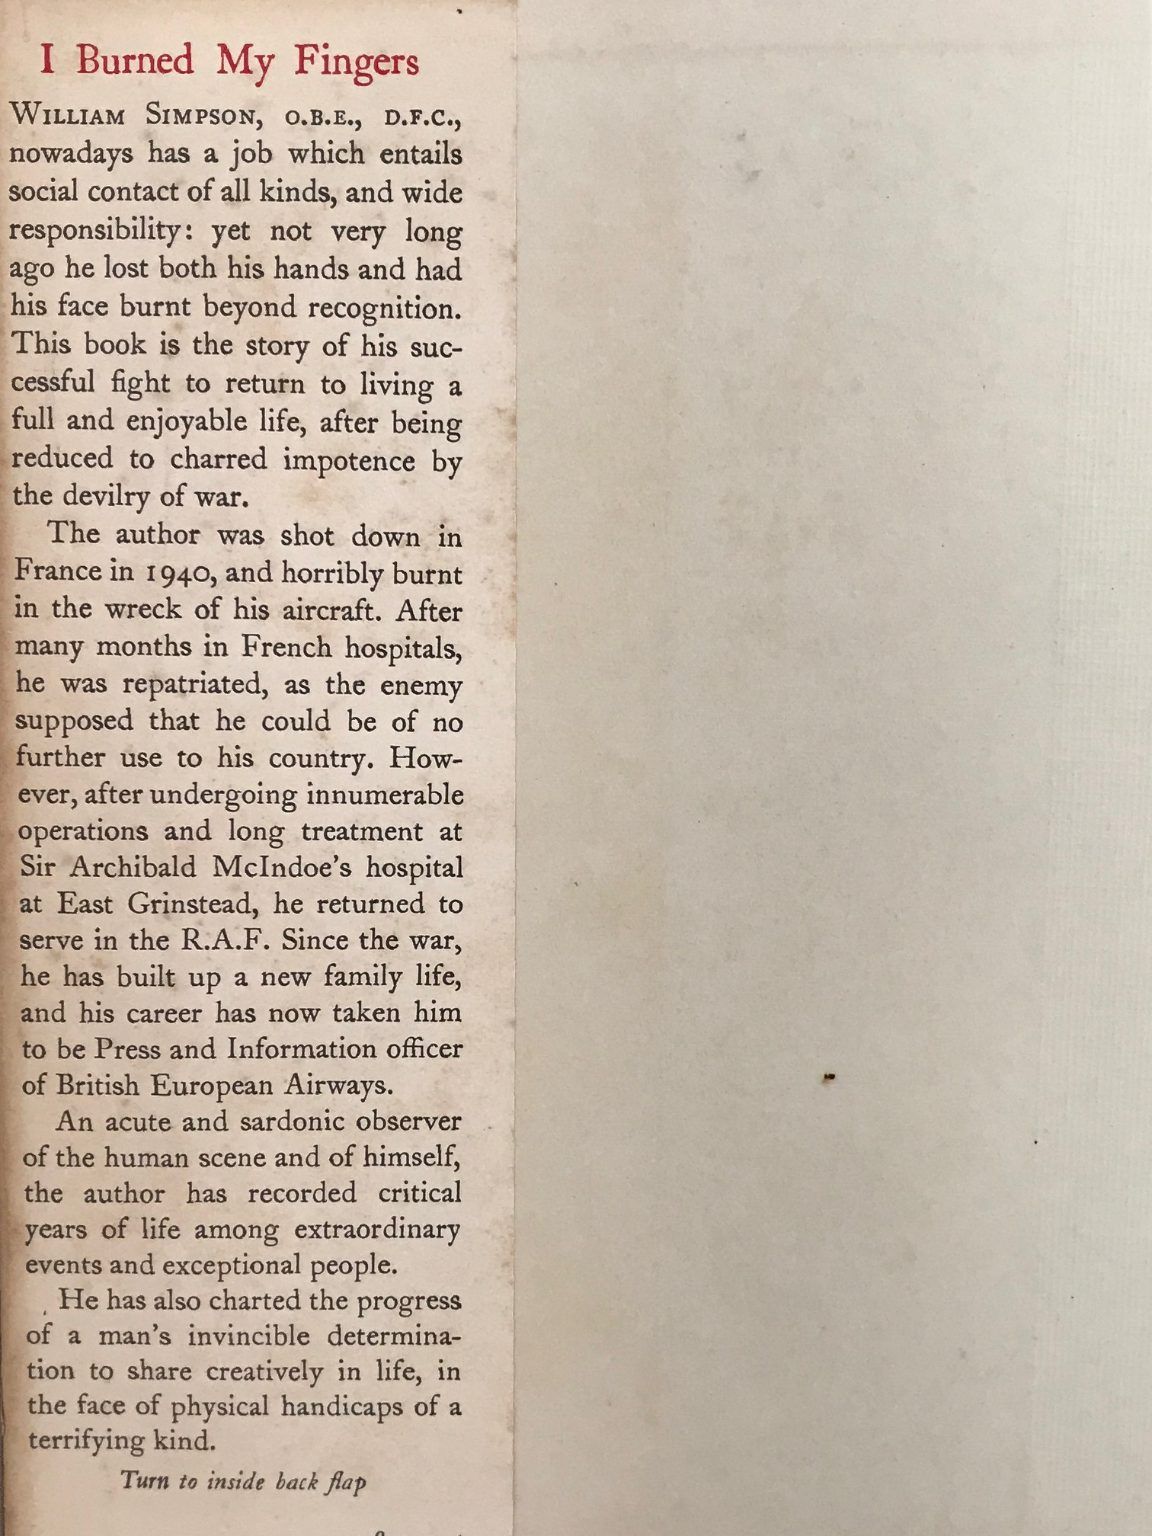 I Burned My Fingers
WILLIAM SIMPSON, O.B.E., D.F.C.,
nowadays has a job which entails
social contact of all kinds, and wide
responsibility: yet not very long
ago he lost both his hands and had
his face burnt beyond recognition.
This book is the story of his suc-
cessful fight to return to living a
full and enjoyable life, after being
reduced to charred impotence by
the devilry of war.
The author was shot down in
France in 1940, and horribly burnt
in the wreck of his aircraft. After
many months in French hospitals,
he was repatriated, as the enemy
supposed that he could be of no
further use to his country. How-
ever, after undergoing innumerable
operations and long treatment at
Sir Archibald McIndoe's hospital
at East Grinstead, he returned to
serve in the R.A.F. Since the war,
he has built up a new family life,
and his career has now taken him
to be Press and Information officer
of British European Airways.
An acute and sardonic observer
of the human scene and of himself,
the author has recorded critical
years of life among extraordinary
events and exceptional people.
He has also charted the progress
of a man's invincible determina-
tion to share creatively in life, in
the face of physical handicaps of a
terrifying kind.
Turn to inside back flap